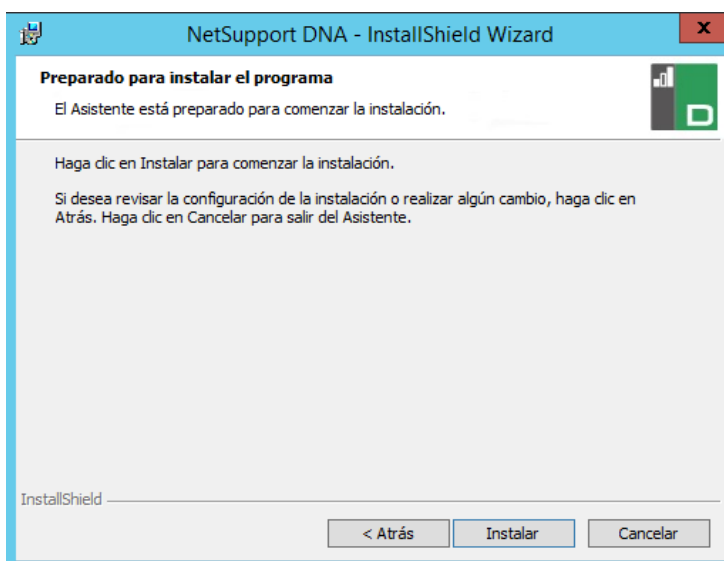 NetSupport DNA - InstallShield Wizard
x
Preparado para instalar el programa
El Asistente está preparado para comenzar la instalación.
D
Haga clic en Instalar para comenzar la instalación.
Si desea revisar la configuración de la instalación o realizar algún cambio, haga clic en
Atrás. Haga clic en Cancelar para salir del Asistente.
InstallShield
< Atrás
Instalar
Cancelar